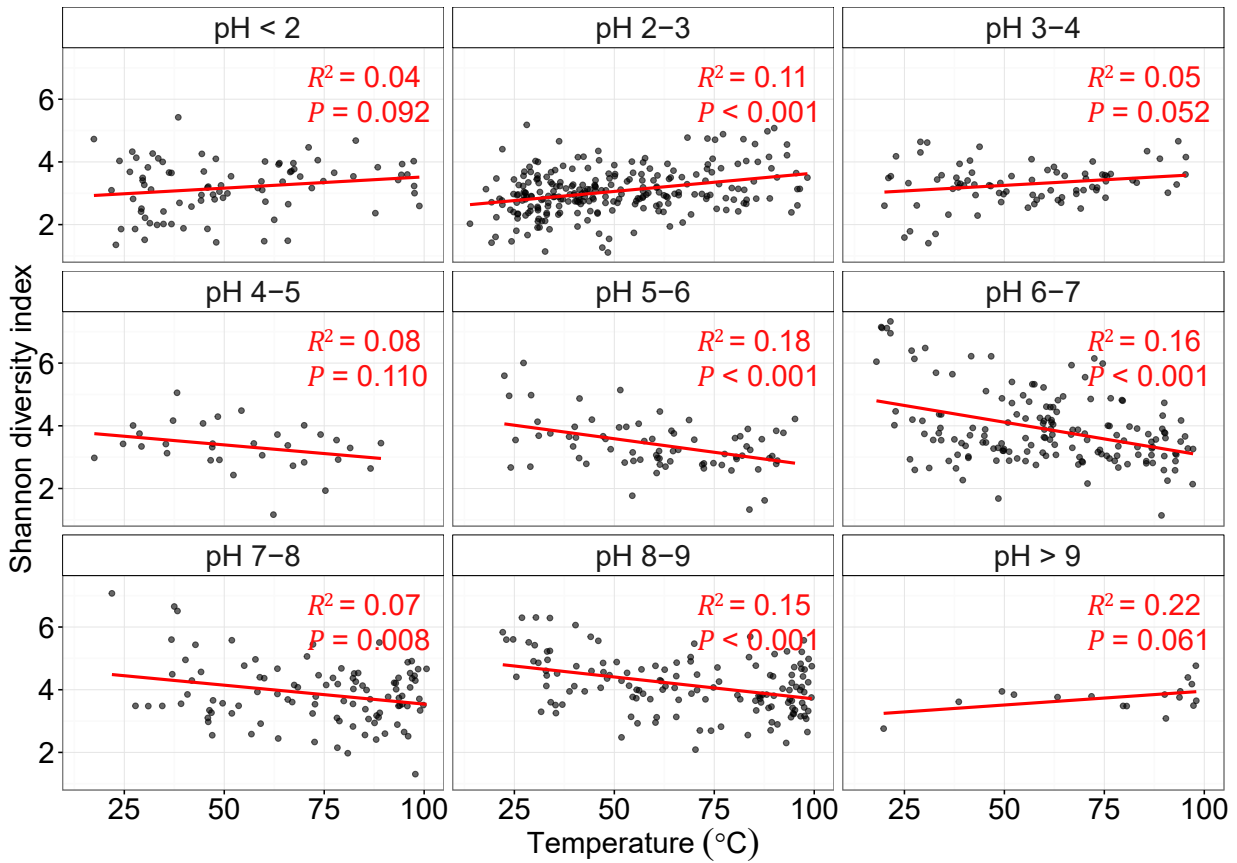 pH < 2
pH 2−3
pH 3−4
R² = 0.04
P = 0.092
R² = 0.11
P < 0.001
R² = 0.05
P = 0.052
6
4
2
pH 4−5
pH 5−6
pH 6−7
R² = 0.08
P = 0.110
R² = 0.18
P < 0.001
R² = 0.16
P < 0.001
6
4
2
Shannon diversity index
pH 7−8
pH 8−9
pH > 9
R² = 0.07
P = 0.008
R² = 0.15
P < 0.001
R² = 0.22
P = 0.061
6
4
2
25 50 75 100 25 50 75 100 25 50 75 100
Temperature (°C)